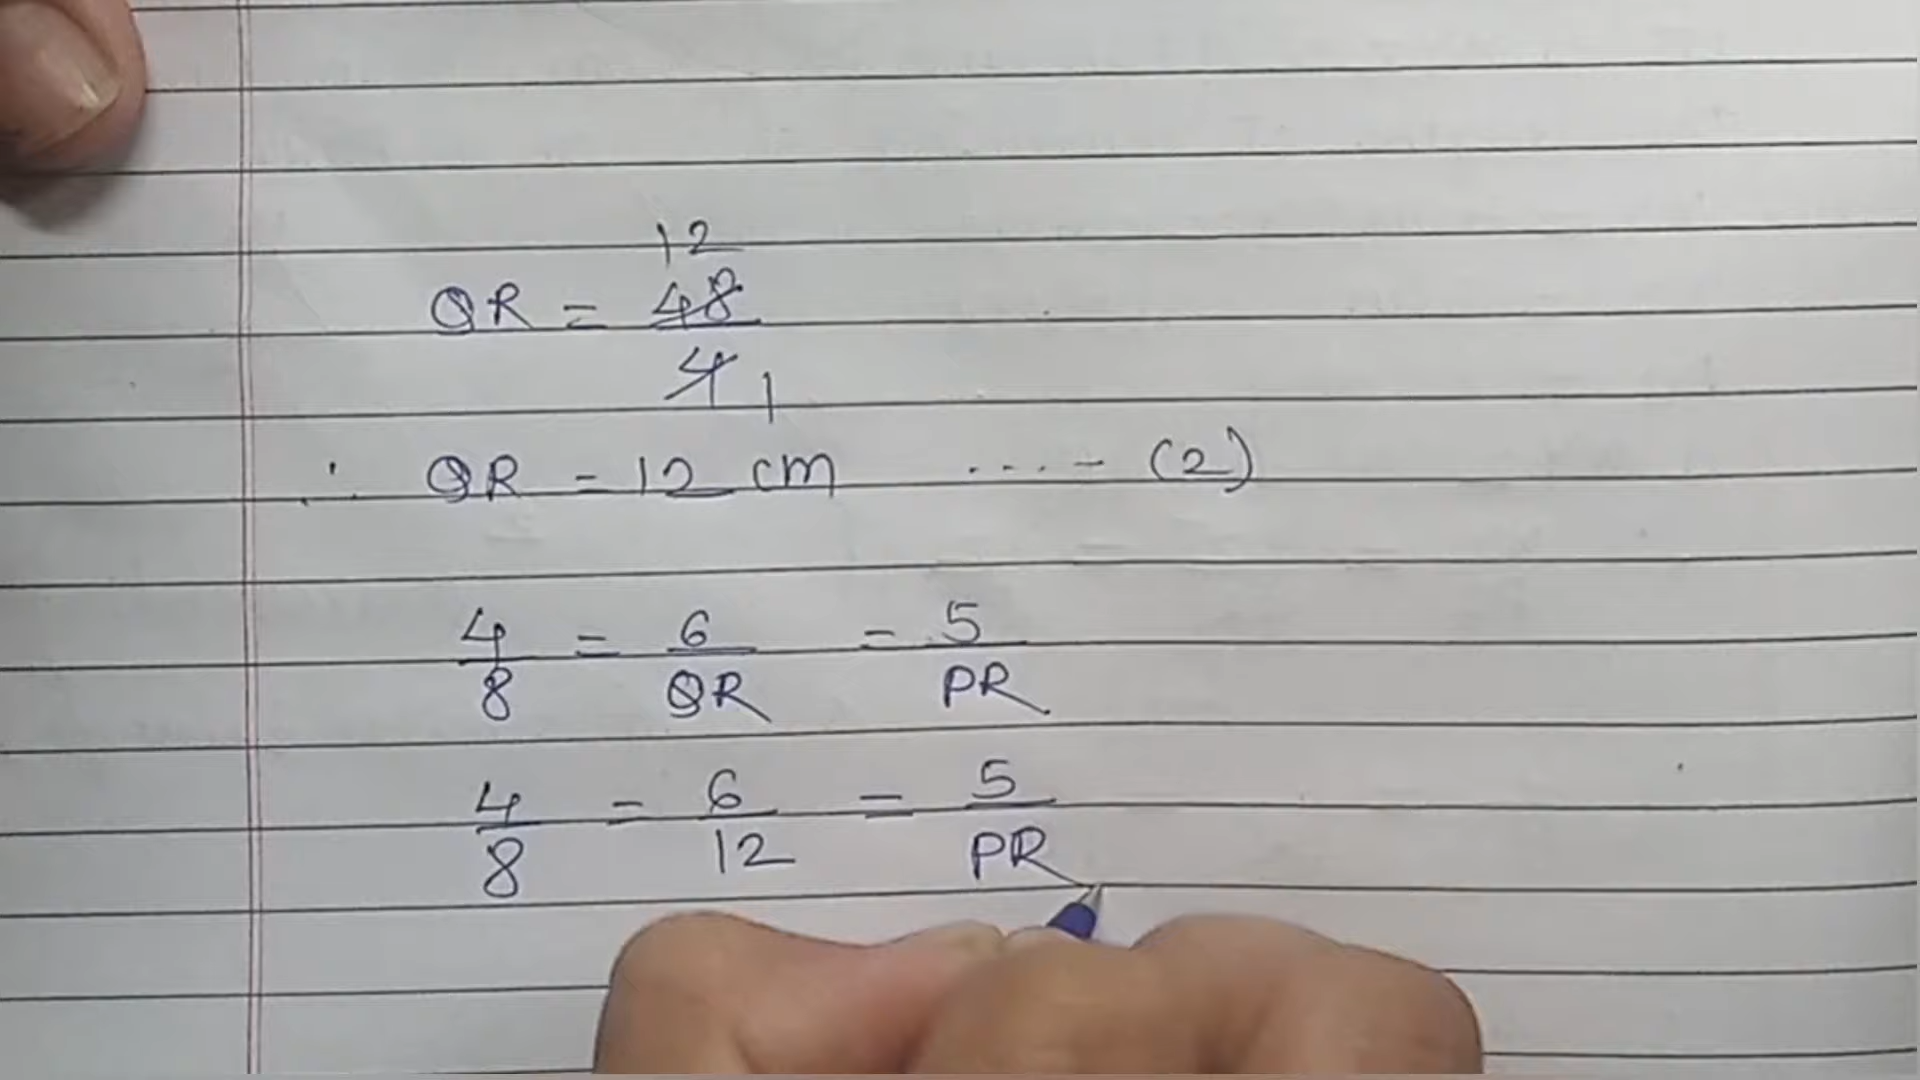 12
QR = 48
4 1
∴ QR = 12 cm ....- (2)
4/8 = 6/QR = 5/PR
4/8 = 6/12 = 5/PR